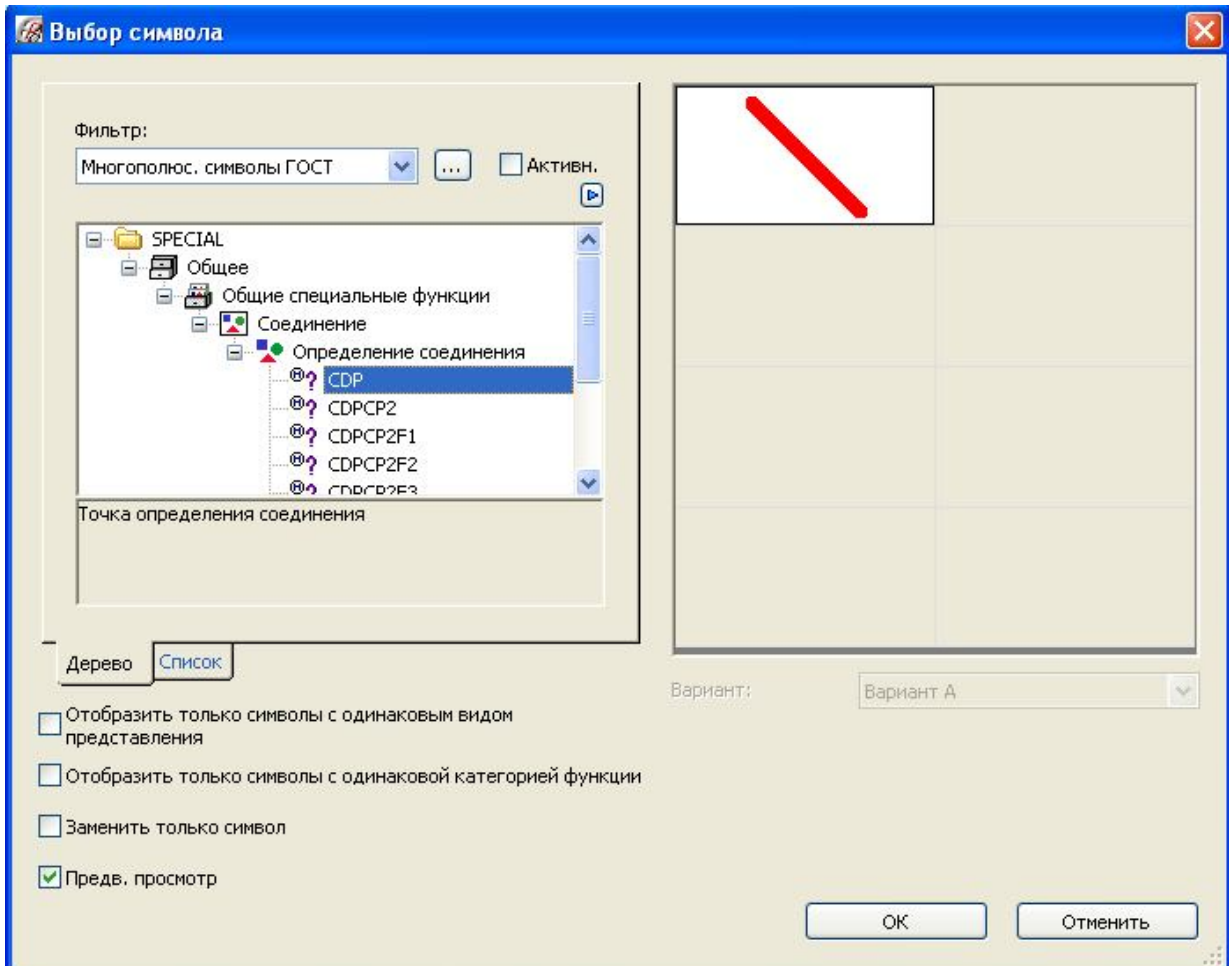 Выбор символа
Фильтр:
Многополюс. символы ГОСТ
...
Активн.
SPECIAL
Общее
Общие специальные функции
Соединение
Определение соединения
CDP
CDPCP2
CDPCP2F1
CDPCP2F2
CDPCP2F3
Точка определения соединения
Дерево
Список
Вариант:
Вариант A
Отобразить только символы с одинаковым видом
представления
Отобразить только символы с одинаковой категорией функции
Заменить только символ
Предв. просмотр
OK
Отменить